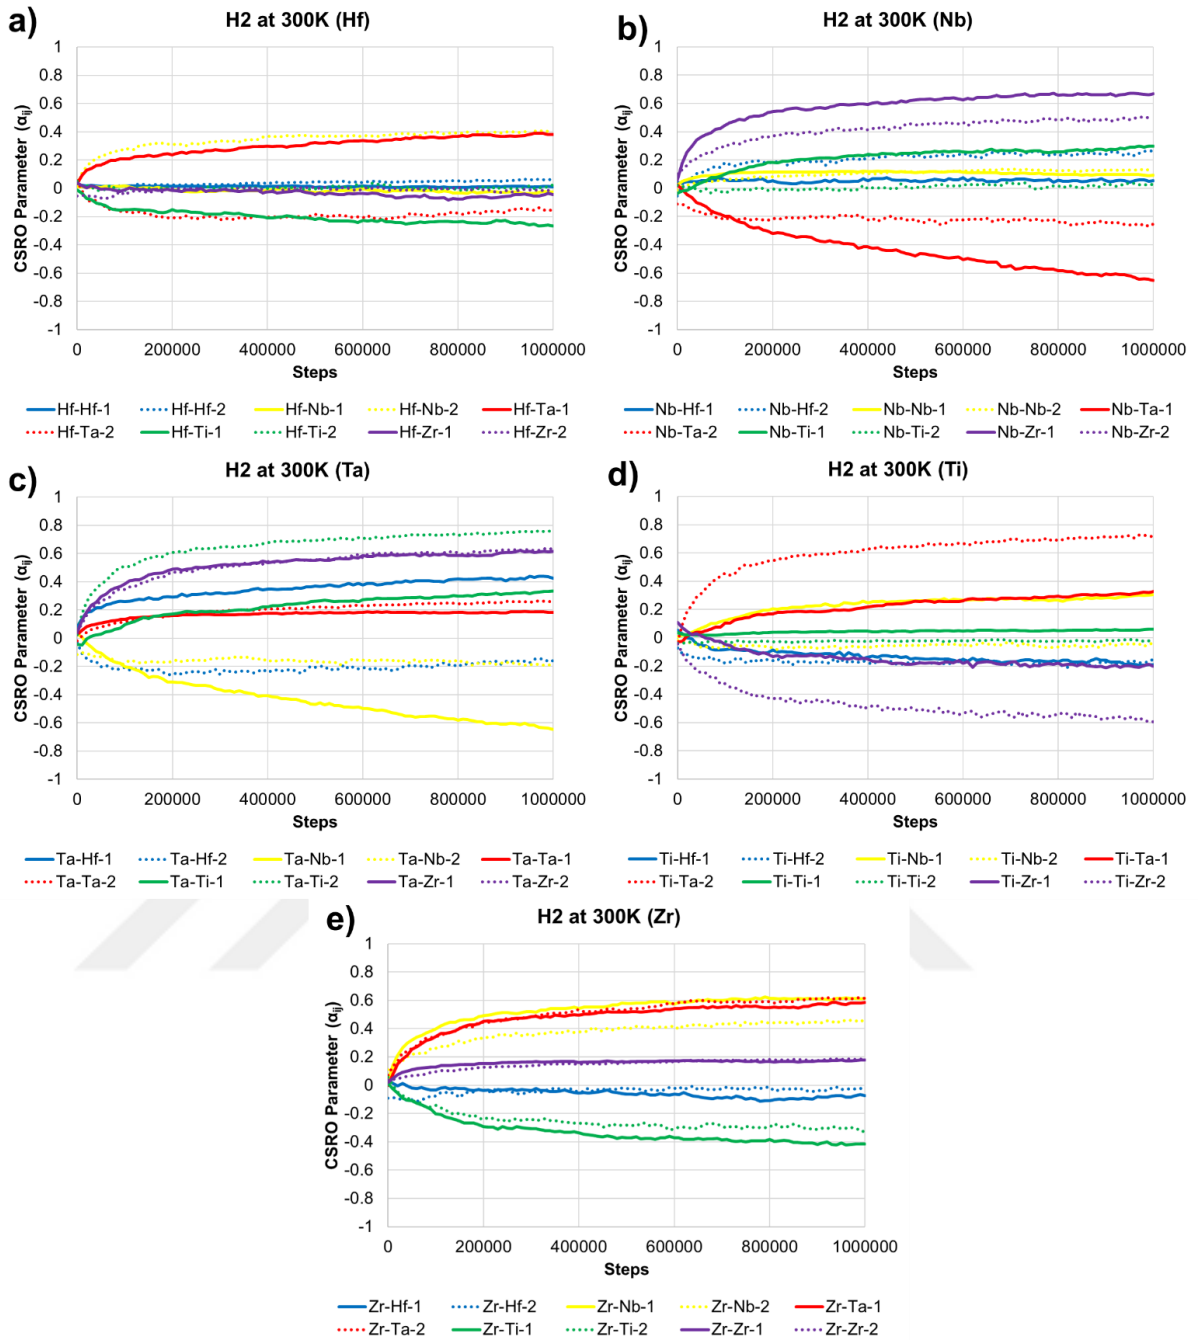 a)
H2 at 300K (Hf)
CSRO Parameter (αij)
1
0.8
0.6
0.4
0.2
0
-0.2
-0.4
-0.6
-0.8
-1
0 200000 400000 600000 800000 1000000
Steps
Hf-Hf-1 Hf-Hf-2 Hf-Nb-1 Hf-Nb-2 Hf-Ta-1
Hf-Ta-2 Hf-Ti-1 Hf-Ti-2 Hf-Zr-1 Hf-Zr-2
b)
H2 at 300K (Nb)
CSRO Parameter (αij)
1
0.8
0.6
0.4
0.2
0
-0.2
-0.4
-0.6
-0.8
-1
0 200000 400000 600000 800000 1000000
Steps
Nb-Hf-1 Nb-Hf-2 Nb-Nb-1 Nb-Nb-2 Nb-Ta-1
Nb-Ta-2 Nb-Ti-1 Nb-Ti-2 Nb-Zr-1 Nb-Zr-2
c)
H2 at 300K (Ta)
CSRO Parameter (αij)
1
0.8
0.6
0.4
0.2
0
-0.2
-0.4
-0.6
-0.8
-1
0 200000 400000 600000 800000 1000000
Steps
Ta-Hf-1 Ta-Hf-2 Ta-Nb-1 Ta-Nb-2 Ta-Ta-1
Ta-Ta-2 Ta-Ti-1 Ta-Ti-2 Ta-Zr-1 Ta-Zr-2
d)
H2 at 300K (Ti)
CSRO Parameter (αij)
1
0.8
0.6
0.4
0.2
0
-0.2
-0.4
-0.6
-0.8
-1
0 200000 400000 600000 800000 1000000
Steps
Ti-Hf-1 Ti-Hf-2 Ti-Nb-1 Ti-Nb-2 Ti-Ta-1
Ti-Ta-2 Ti-Ti-1 Ti-Ti-2 Ti-Zr-1 Ti-Zr-2
e)
H2 at 300K (Zr)
CSRO Parameter (αij)
1
0.8
0.6
0.4
0.2
0
-0.2
-0.4
-0.6
-0.8
-1
0 200000 400000 600000 800000 1000000
Steps
Zr-Hf-1 Zr-Hf-2 Zr-Nb-1 Zr-Nb-2 Zr-Ta-1
Zr-Ta-2 Zr-Ti-1 Zr-Ti-2 Zr-Zr-1 Zr-Zr-2